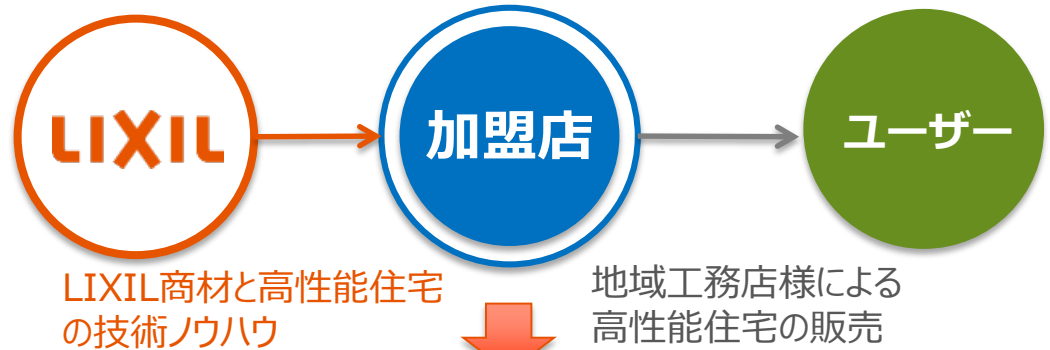 LIXIL
加盟店
ユーザー
LIXIL商材と高性能住宅
の技術ノウハウ
地域工務店様による
高性能住宅の販売